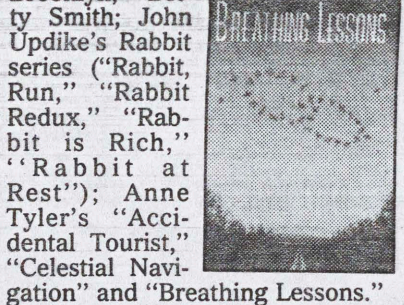 ty Smith; John
Updike's Rabbit
series ("Rabbit,
Run," "Rabbit
Redux," "Rab-
bit is Rich,"
''Rabbit at
Rest"); Anne
Tyler's "Acci-
dental Tourist,"
"Celestial Navi-
gation" and "Breathing Lessons."
BREATHING LESSONS